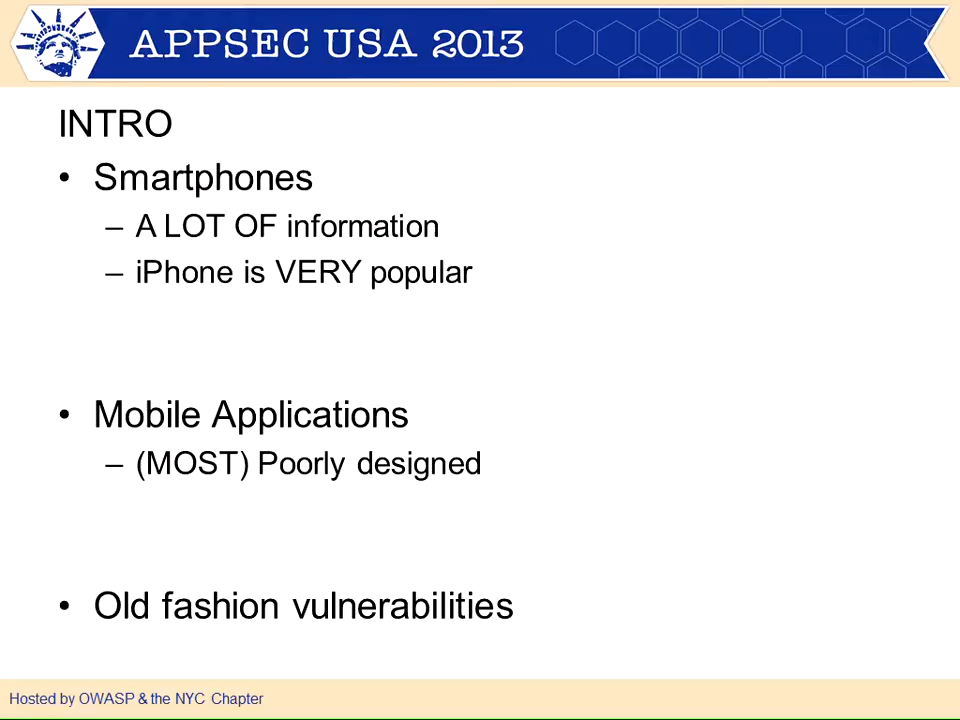 APPSEC USA 2013
INTRO
• Smartphones
– A LOT OF information
– iPhone is VERY popular
• Mobile Applications
– (MOST) Poorly designed
• Old fashion vulnerabilities
Hosted by OWASP & the NYC Chapter